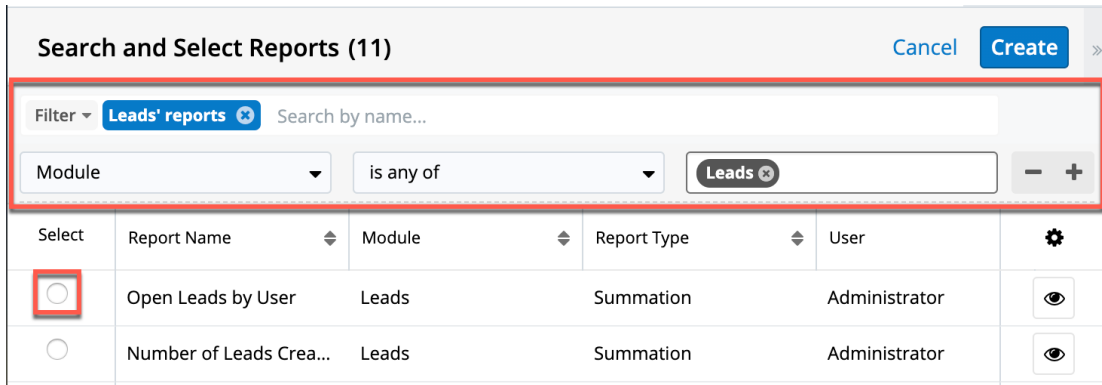 Search and Select Reports (11)
Cancel
Create
Filter
Leads' reports
Search by name...
Module
is any of
Leads
Select
Report Name
Module
Report Type
User
Open Leads by User
Leads
Summation
Administrator
Number of Leads Crea...
Leads
Summation
Administrator